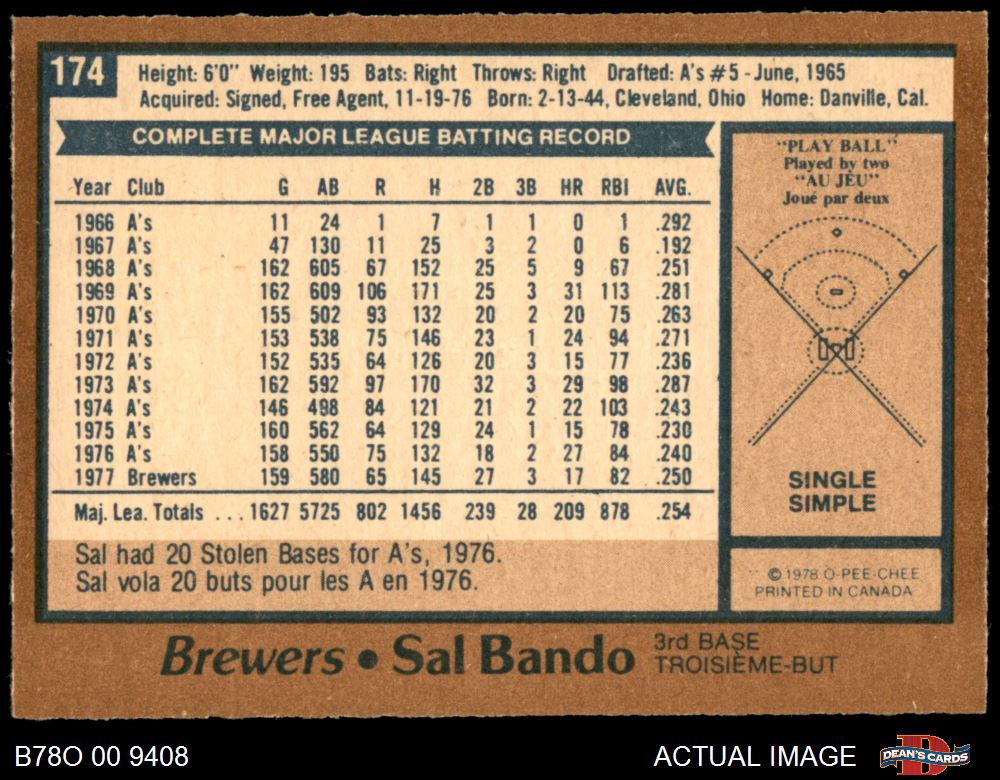 174
Height: 6'0" Weight: 195 Bats: Right Throws: Right Drafted: A's #5 - June, 1965
Acquired: Signed, Free Agent, 11-19-76 Born: 2-13-44, Cleveland, Ohio Home: Danville, Cal.
COMPLETE MAJOR LEAGUE BATTING RECORD
Year Club G AB R H 2B 3B HR RBI AVG.
1966 A's 11 24 1 7 1 1 0 1 .292
1967 A's 47 130 11 25 3 2 0 6 .192
1968 A's 162 605 67 152 25 5 9 67 .251
1969 A's 162 609 106 171 25 3 31 113 .281
1970 A's 155 502 93 132 20 2 20 75 .263
1971 A's 153 538 75 146 23 1 24 94 .271
1972 A's 152 535 64 126 20 3 15 77 .236
1973 A's 162 592 97 170 32 3 29 98 .287
1974 A's 146 498 84 121 21 2 22 103 .243
1975 A's 160 562 64 129 24 1 15 78 .230
1976 A's 158 550 75 132 18 2 27 84 .240
1977 Brewers 159 580 65 145 27 3 17 82 .250
Maj. Lea. Totals ... 1627 5725 802 1456 239 28 209 878 .254
Sal had 20 Stolen Bases for A's, 1976.
Sal vola 20 buts pour les A en 1976.
"PLAY BALL"
Played by two
"AU JEU"
Joué par deux
SINGLE
SIMPLE
© 1978 O-PEE-CHEE
PRINTED IN CANADA
Brewers • Sal Bando 3rd BASE
TROISIÈME-BUT
B78O 00 9408
ACTUAL IMAGE
DEAN'S CARDS